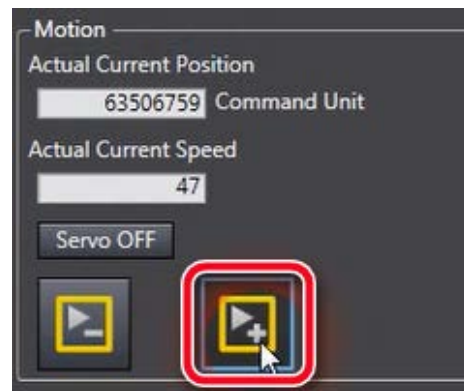 Motion
Actual Current Position
63506759 Command Unit
Actual Current Speed
47
Servo OFF